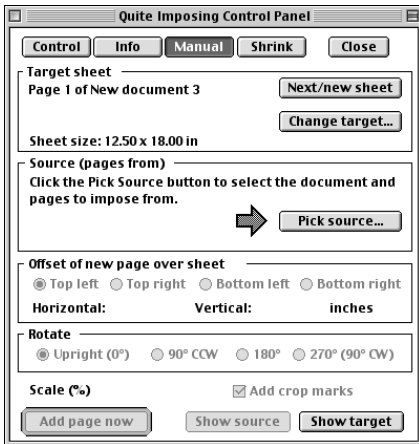 Quite Imposing Control Panel
Control Info Manual Shrink Close
Target sheet
Page 1 of New document 3
Next/new sheet
Change target...
Sheet size: 12.50 x 18.00 in
Source (pages from)
Click the Pick Source button to select the document and
pages to impose from.
Pick source...
Offset of new page over sheet
Top left Top right Bottom left Bottom right
Horizontal: Vertical: inches
Rotate
Upright (0°) 90° CCW 180° 270° (90° CW)
Scale (%) Add crop marks
Add page now Show source Show target